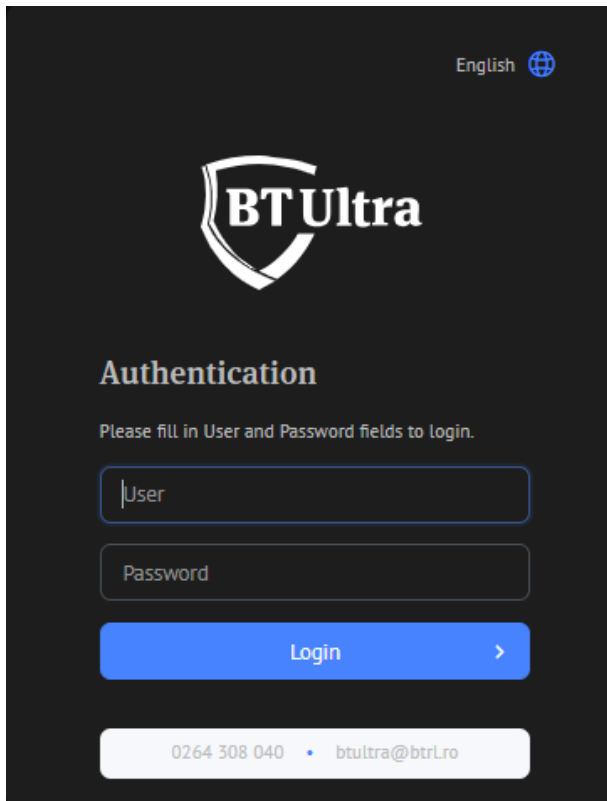 English
BT Ultra
Authentication
Please fill in User and Password fields to login.
User
Password
Login
0264 308 040 • btultra@btrl.ro